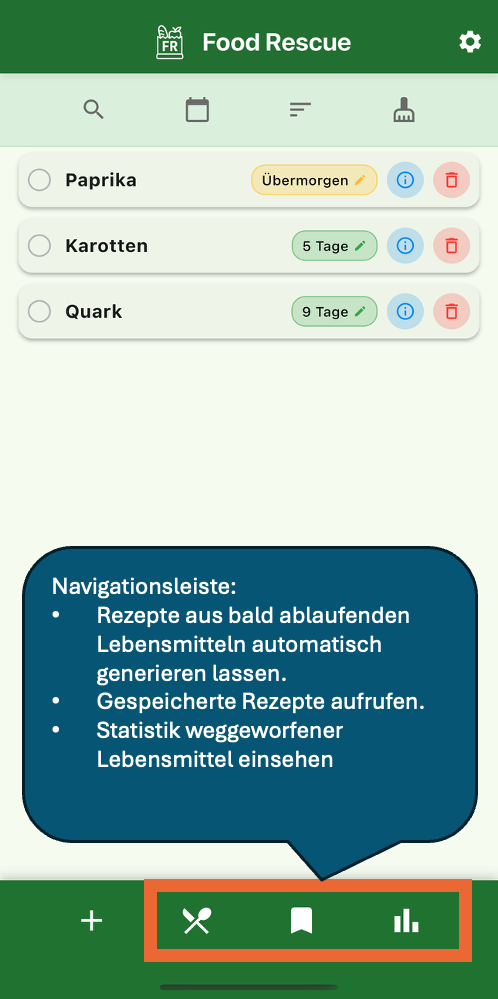 FR
Food Rescue
Paprika Übermorgen
Karotten 5 Tage
Quark 9 Tage
Navigationsleiste:
• Rezepte aus bald ablaufenden
Lebensmitteln automatisch
generieren lassen.
• Gespeicherte Rezepte aufrufen.
• Statistik weggeworfener
Lebensmittel einsehen